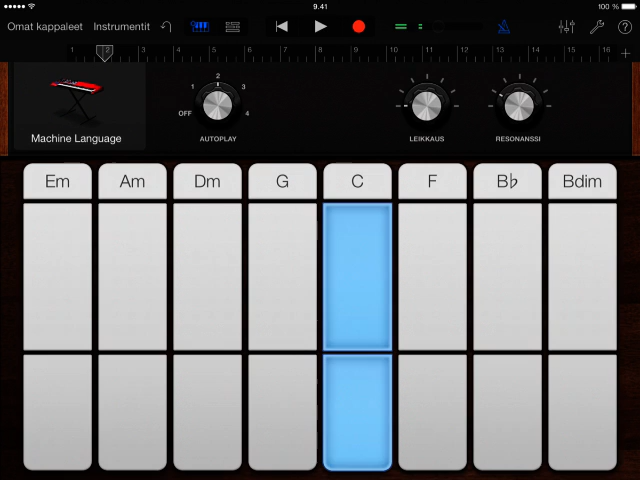 9.41
100 %
Omat kappaleet Instrumentit
1 2 3 4 5 6 7 8 9 10 11 12 13 14 15 16
Machine Language
OFF 1 2 3 4
AUTOPLAY
LEIKKAUS
RESONANSSI
Em Am Dm G C F B♭ Bdim